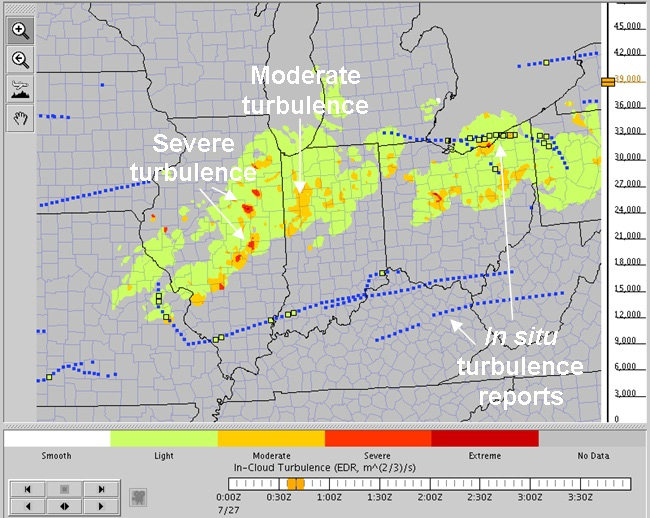 45,000
42,000
39,000
36,000
33,000
30,000
27,000
24,000
21,000
18,000
15,000
12,000
9,000
6,000
3,000
0
Moderate
turbulence
Severe
turbulence
In situ
turbulence
reports
Smooth Light Moderate Severe Extreme No Data
In-Cloud Turbulence (EDR, m^(2/3)/s)
0:00Z 0:30Z 1:00Z 1:30Z 2:00Z 2:30Z 3:00Z 3:30Z
7/27